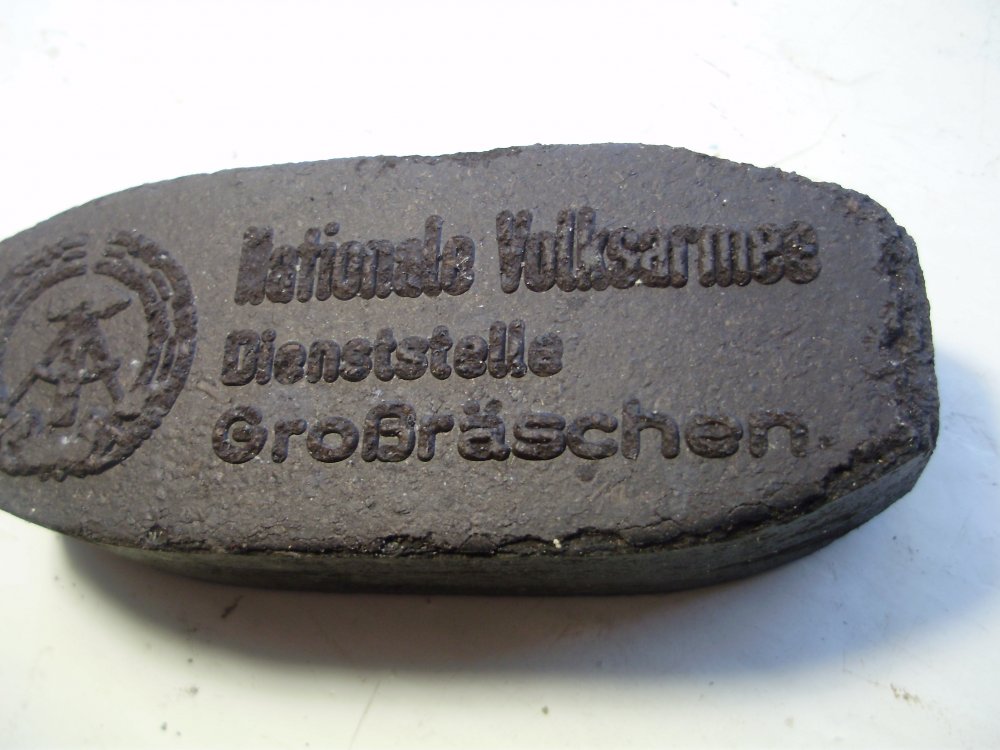 Nationale Volksarmee
Dienststelle
Großräschen.